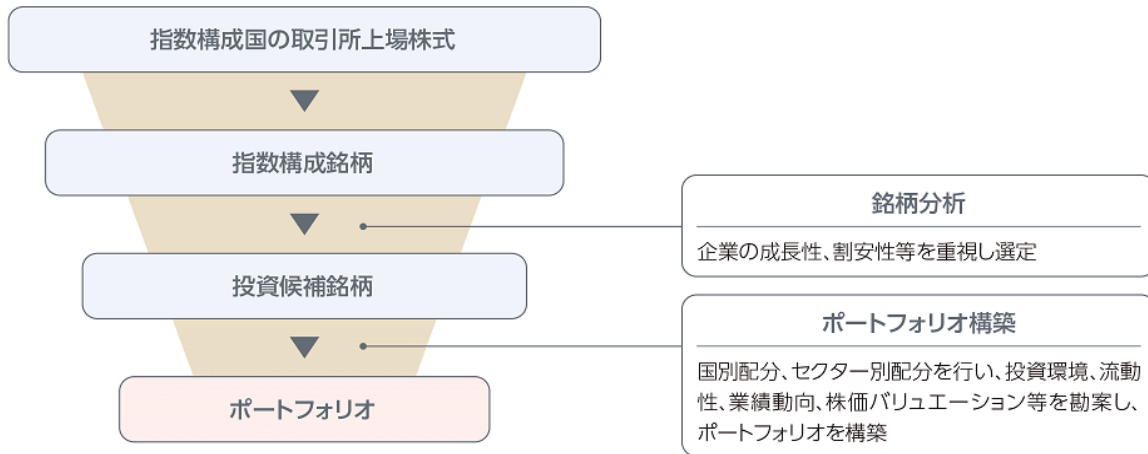 指数構成国の取引所上場株式
指数構成銘柄
銘柄分析
企業の成長性、割安性等を重視し選定
投資候補銘柄
ポートフォリオ構築
国別配分、セクター別配分を行い、投資環境、流動
性、業績動向、株価バリュエーション等を勘案し、
ポートフォリオを構築
ポートフォリオ